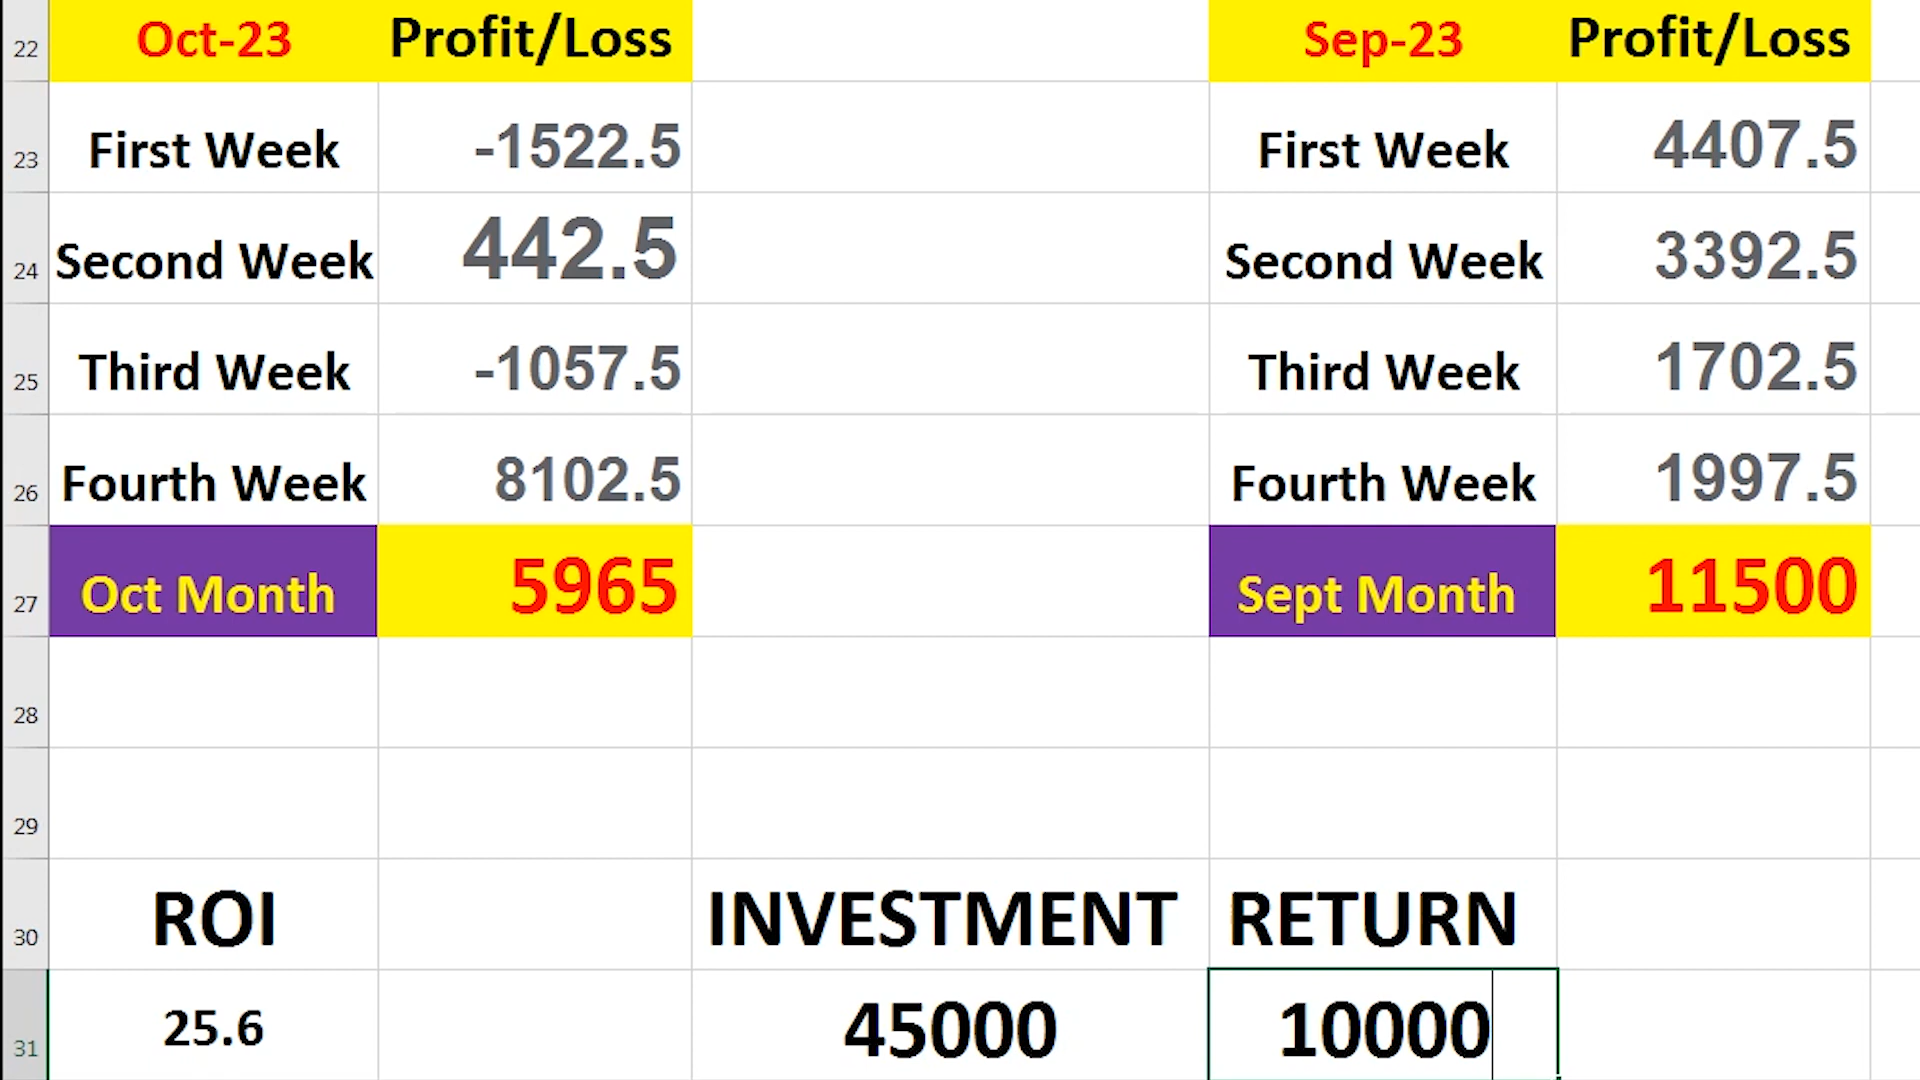 22 Oct-23 Profit/Loss Sep-23 Profit/Loss
23 First Week -1522.5 First Week 4407.5
24 Second Week 442.5 Second Week 3392.5
25 Third Week -1057.5 Third Week 1702.5
26 Fourth Week 8102.5 Fourth Week 1997.5
27 Oct Month 5965 Sept Month 11500
28
29
30 ROI INVESTMENT RETURN
31 25.6 45000 10000